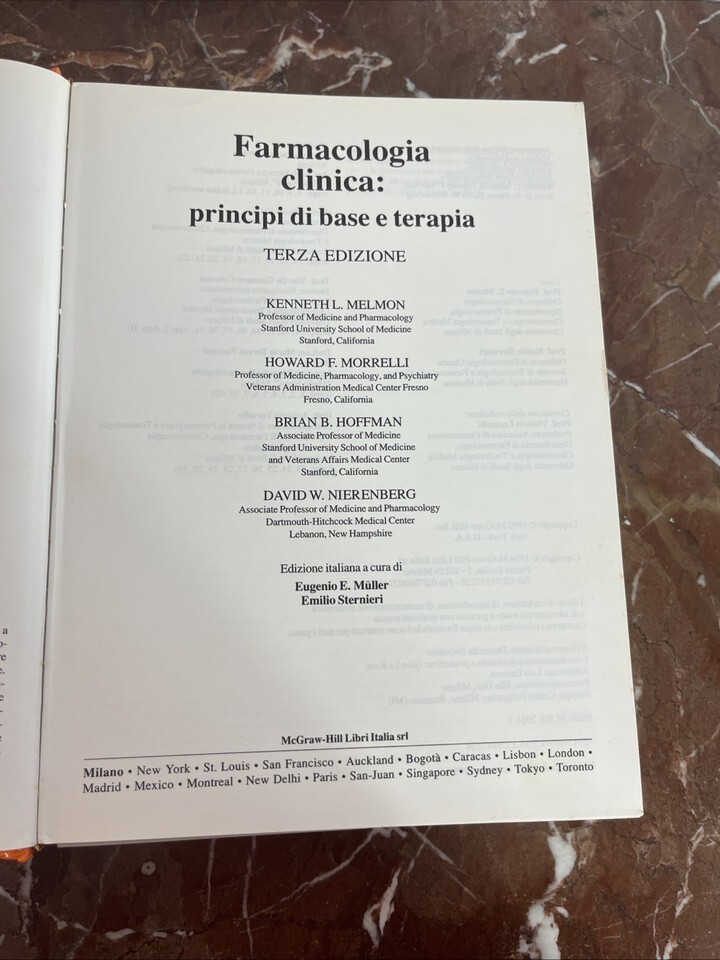 Farmacologia
clinica:
principi di base e terapia
TERZA EDIZIONE
KENNETH L. MELMON
Professor of Medicine and Pharmacology
Stanford University School of Medicine
Stanford, California
HOWARD F. MORRELLI
Professor of Medicine, Pharmacology, and Psychiatry
Veterans Administration Medical Center Fresno
Fresno, California
BRIAN B. HOFFMAN
Associate Professor of Medicine
Stanford University School of Medicine
and Veterans Affairs Medical Center
Stanford, California
DAVID W. NIERENBERG
Associate Professor of Medicine and Pharmacology
Dartmouth-Hitchcock Medical Center
Lebanon, New Hampshire
Edizione italiana a cura di
Eugenio E. Müller
Emilio Sternieri
McGraw-Hill Libri Italia srl
Milano • New York • St. Louis • San Francisco • Auckland • Bogotà • Caracas • Lisbon • London •
Madrid • Mexico • Montreal • New Delhi • Paris • San-Juan • Singapore • Sydney • Tokyo • Toronto